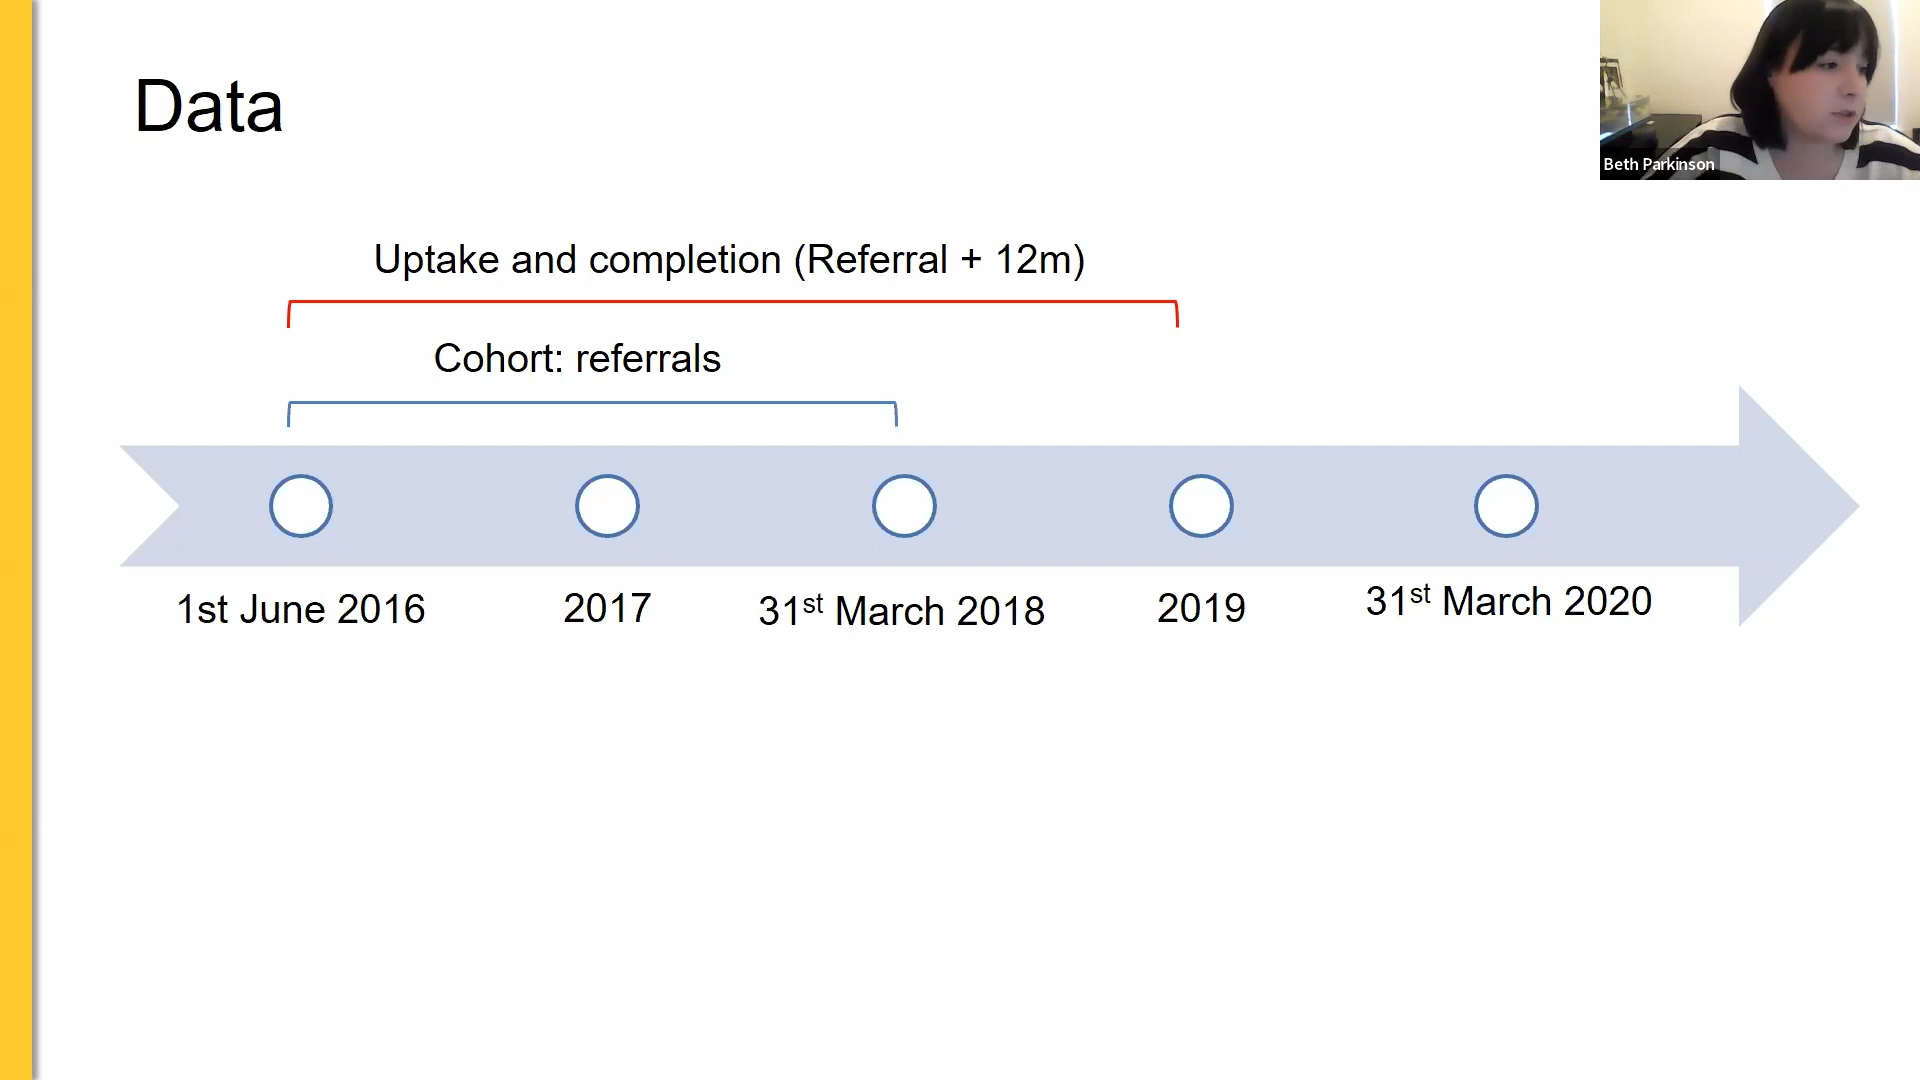 Data
Beth Parkinson
Uptake and completion (Referral + 12m)
Cohort: referrals
1st June 2016
2017
31st March 2018
2019
31st March 2020